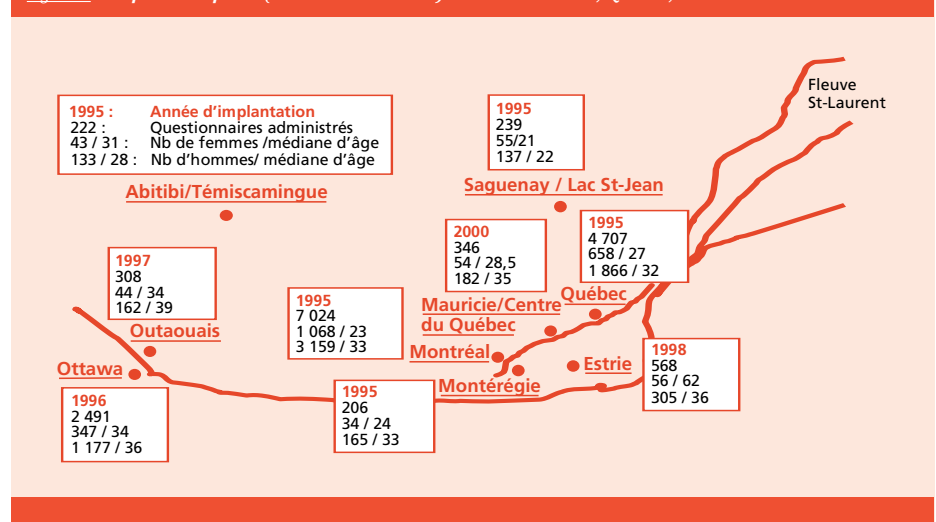 Fleuve
St-Laurent
1995 : Année d'implantation
222 : Questionnaires administrés
43 / 31 : Nb de femmes /médiane d'âge
133 / 28 : Nb d'hommes/ médiane d'âge
Abitibi/Témiscamingue
1995
239
55/21
137 / 22
Saguenay / Lac St-Jean
1995
4 707
658 / 27
1 866 / 32
2000
346
54 / 28,5
182 / 35
Mauricie/Centre
du Québec
Québec
1997
308
44 / 34
162 / 39
Outaouais
1995
7 024
1 068 / 23
3 159 / 33
Montréal
Montérégie
Estrie
1998
568
56 / 62
305 / 36
Ottawa
1996
2 491
347 / 34
1 177 / 36
1995
206
34 / 24
165 / 33